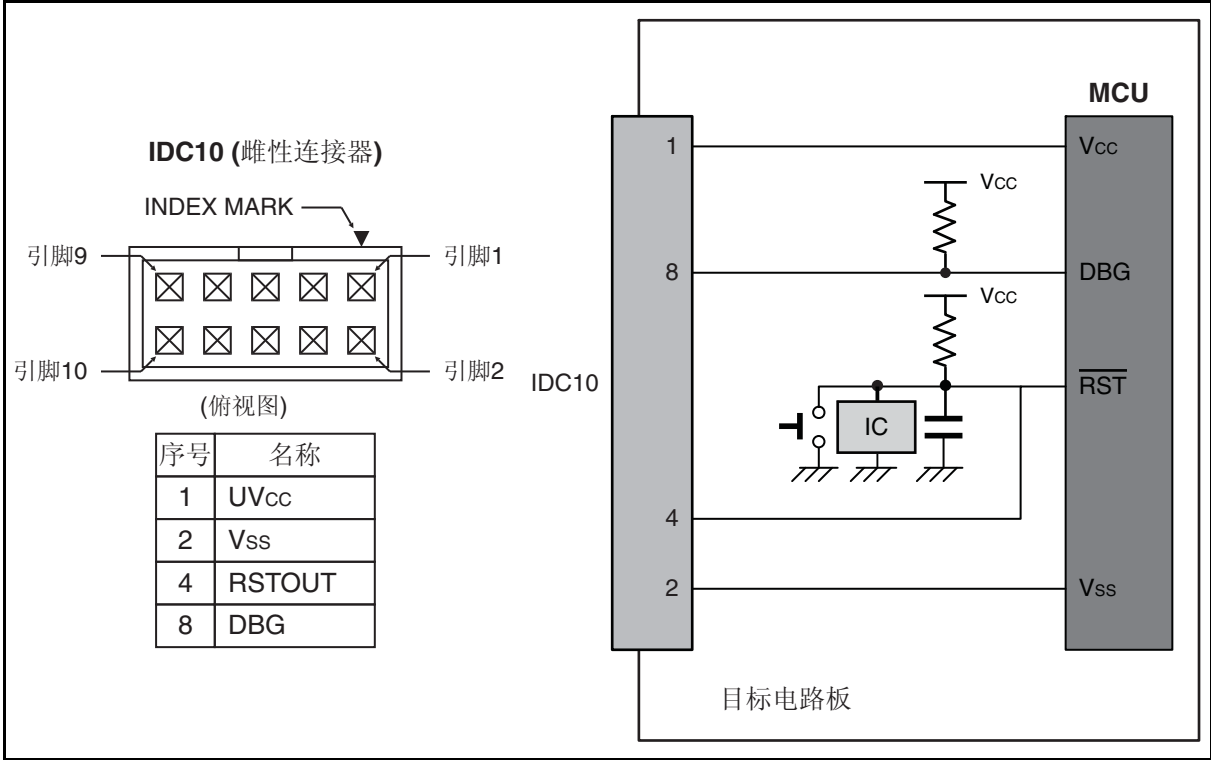 IDC10 (雌性连接器)
INDEX MARK
引脚9
引脚1
引脚10
引脚2
(俯视图)
序号 名称
1 UVcc
2 Vss
4 RSTOUT
8 DBG
MCU
1 Vcc
Vcc
8 DBG
Vcc
IDC10
RST
IC
4
2 Vss
目标电路板